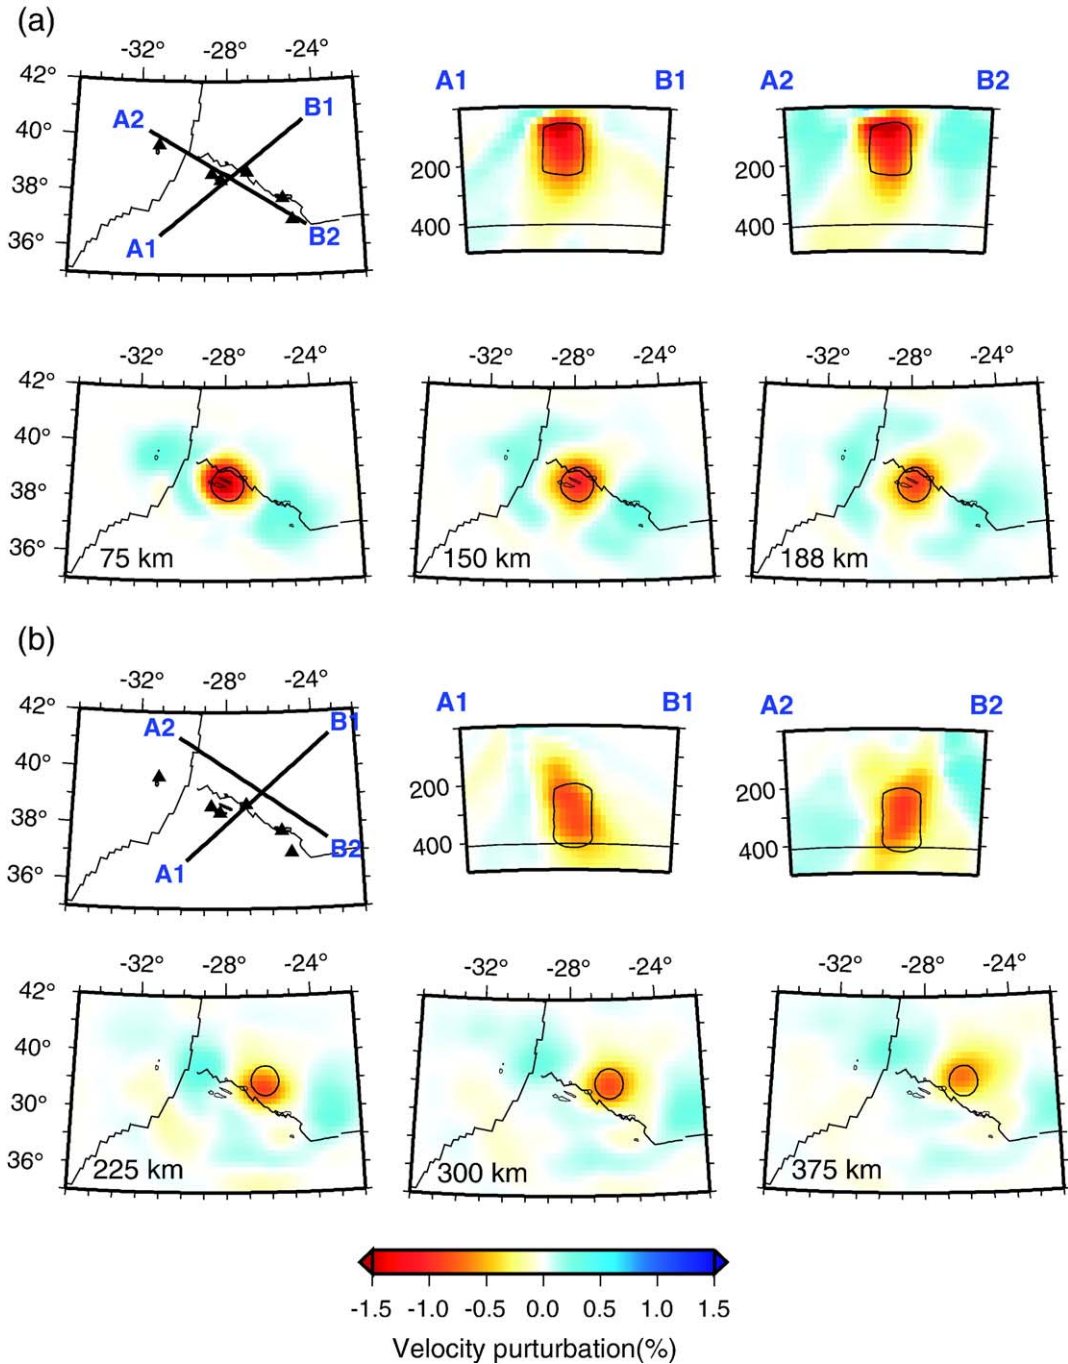 (a)
-32° -28° -24°
42°
40°
38°
36°
A2
B1
A1
B2
A1 B1
200
400
A2 B2
200
400
-32° -28° -24°
42°
40°
38°
36°
75 km
-32° -28° -24°
150 km
-32° -28° -24°
188 km
(b)
-32° -28° -24°
42°
40°
38°
36°
A2
B1
A1
B2
A1 B1
200
400
A2 B2
200
400
-32° -28° -24°
42°
40°
30°
36°
225 km
-32° -28° -24°
300 km
-32° -28° -24°
375 km
-1.5 -1.0 -0.5 0.0 0.5 1.0 1.5
Velocity purturbation(%)